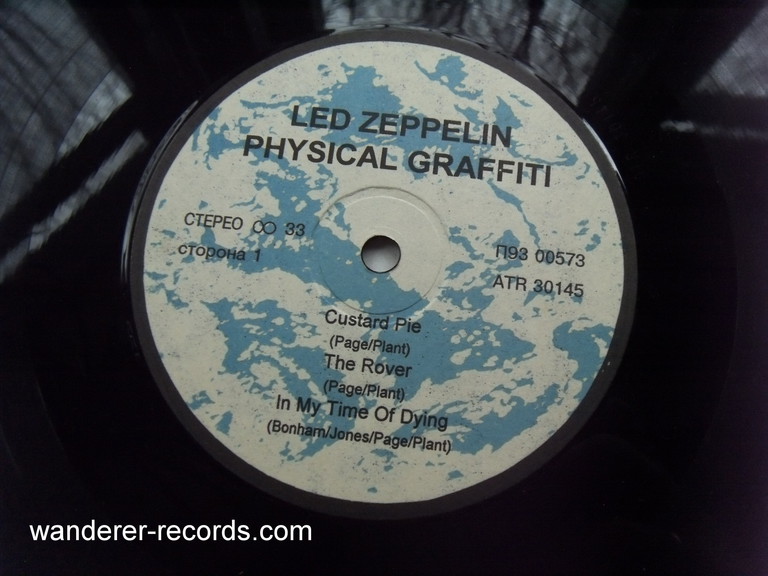 LED ZEPPELIN
PHYSICAL GRAFFITI
СТЕРЕО ꝏ 33
сторона 1
П93 00573
ATR 30145
Custard Pie
(Page/Plant)
The Rover
(Page/Plant)
In My Time Of Dying
(Bonham/Jones/Page/Plant)
wanderer-records.com